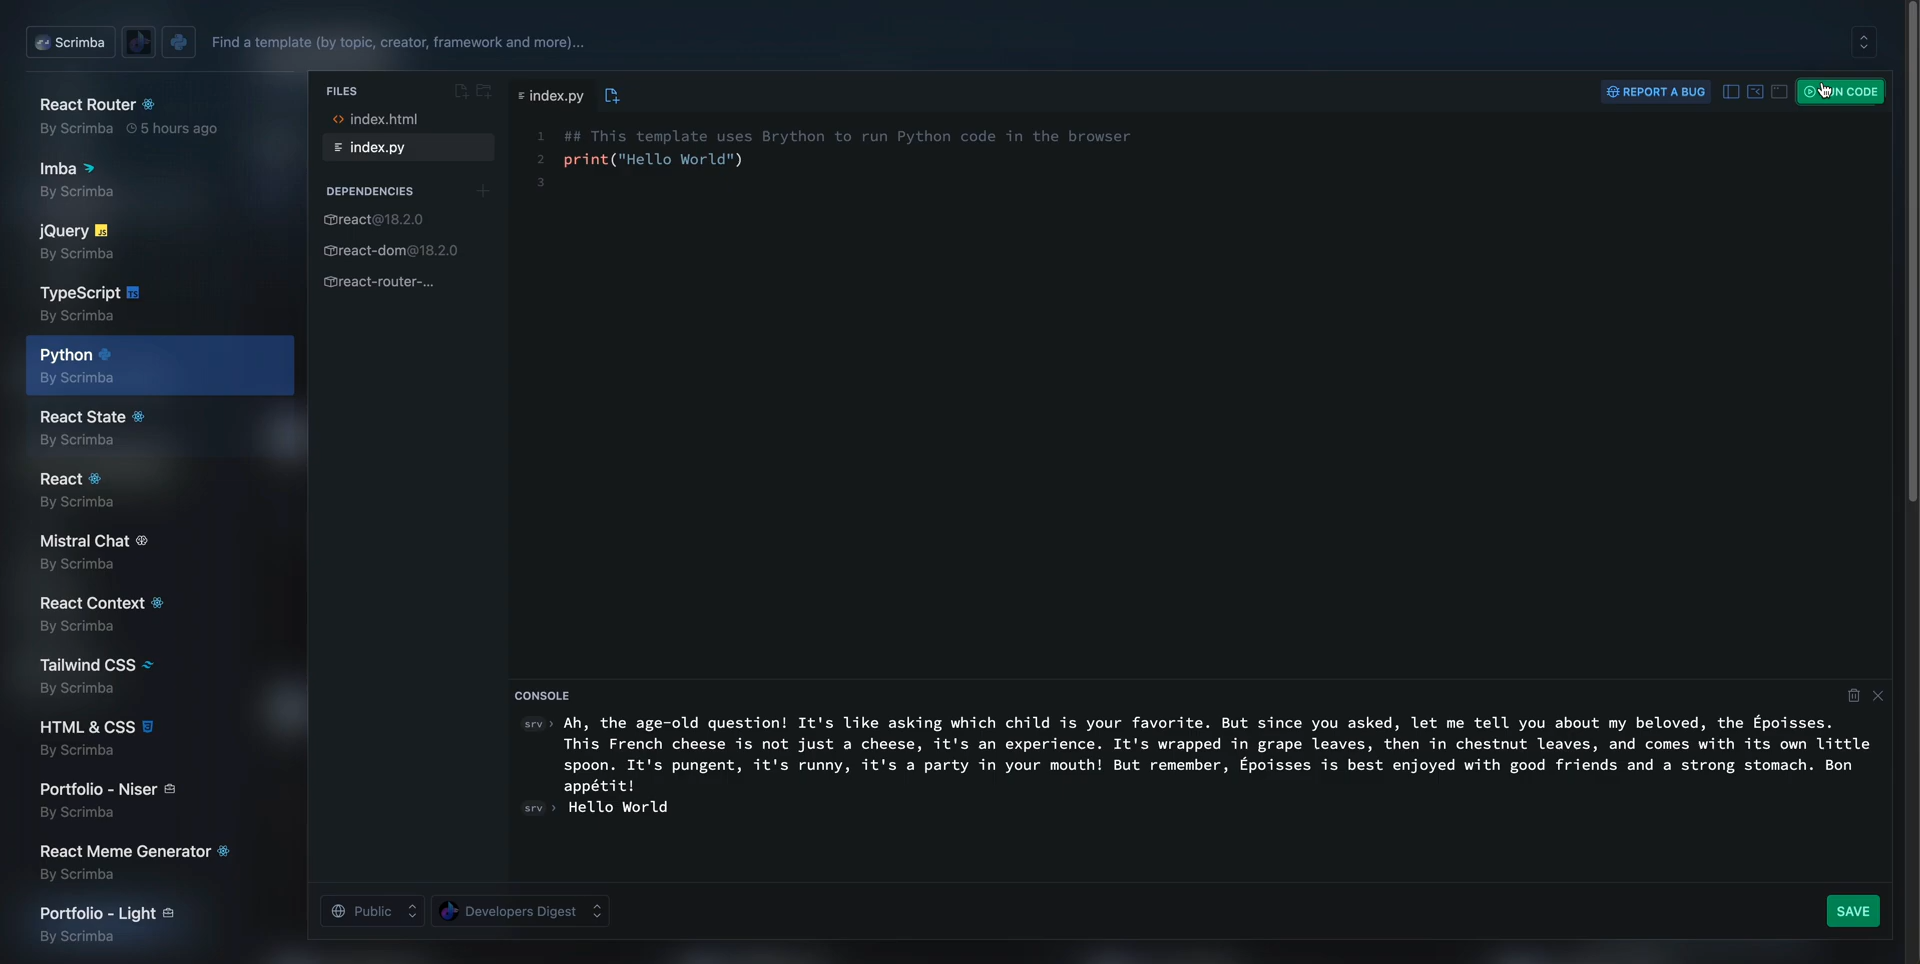 Scrimba
Find a template (by topic, creator, framework and more)...
React Router
By Scrimba 5 hours ago
Imba
By Scrimba
jQuery JS
By Scrimba
TypeScript TS
By Scrimba
Python
By Scrimba
React State
By Scrimba
React
By Scrimba
Mistral Chat
By Scrimba
React Context
By Scrimba
Tailwind CSS
By Scrimba
HTML & CSS
By Scrimba
Portfolio - Niser
By Scrimba
React Meme Generator
By Scrimba
Portfolio - Light
By Scrimba
FILES
index.html
index.py
DEPENDENCIES
react@18.2.0
react-dom@18.2.0
react-router-...
index.py
REPORT A BUG
N CODE
1 ## This template uses Brython to run Python code in the browser
2 print("Hello World")
3
CONSOLE
srv › Ah, the age-old question! It's like asking which child is your favorite. But since you asked, let me tell you about my beloved, the Époisses.
This French cheese is not just a cheese, it's an experience. It's wrapped in grape leaves, then in chestnut leaves, and comes with its own little
spoon. It's pungent, it's runny, it's a party in your mouth! But remember, Époisses is best enjoyed with good friends and a strong stomach. Bon
appétit!
srv › Hello World
Public
Developers Digest
SAVE